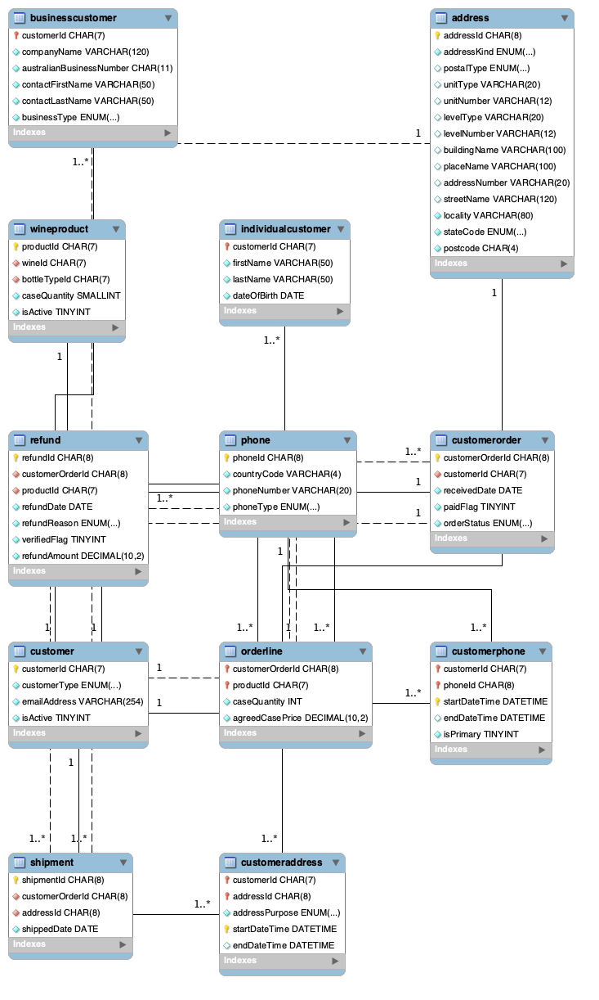 businesscustomer
customerId CHAR(7)
companyName VARCHAR(120)
australianBusinessNumber CHAR(11)
contactFirstName VARCHAR(50)
contactLastName VARCHAR(50)
businessType ENUM(...)
Indexes
address
addressId CHAR(8)
addressKind ENUM(...)
postalType ENUM(...)
unitType VARCHAR(20)
unitNumber VARCHAR(12)
levelType VARCHAR(20)
levelNumber VARCHAR(12)
buildingName VARCHAR(100)
placeName VARCHAR(100)
addressNumber VARCHAR(20)
streetName VARCHAR(120)
locality VARCHAR(80)
stateCode ENUM(...)
postcode CHAR(4)
Indexes
1
1..*
1
wineproduct
productId CHAR(7)
wineId CHAR(7)
bottleTypeId CHAR(7)
caseQuantity SMALLINT
isActive TINYINT
Indexes
individualcustomer
customerId CHAR(7)
firstName VARCHAR(50)
lastName VARCHAR(50)
dateOfBirth DATE
Indexes
1..*
1
refund
refundId CHAR(8)
customerOrderId CHAR(8)
productId CHAR(7)
refundDate DATE
refundReason ENUM(...)
verifiedFlag TINYINT
refundAmount DECIMAL(10,2)
Indexes
1..*
phone
phoneId CHAR(8)
countryCode VARCHAR(4)
phoneNumber VARCHAR(20)
phoneType ENUM(...)
Indexes
1..*
1
1
customerorder
customerOrderId CHAR(8)
customerId CHAR(7)
receivedDate DATE
paidFlag TINYINT
orderStatus ENUM(...)
Indexes
1
1
1
1..*
1
1..*
1..*
customer
customerId CHAR(7)
customerType ENUM(...)
emailAddress VARCHAR(254)
isActive TINYINT
Indexes
1
1
orderline
customerOrderId CHAR(8)
productId CHAR(7)
caseQuantity INT
agreedCasePrice DECIMAL(10,2)
Indexes
1..*
customerphone
customerId CHAR(7)
phoneId CHAR(8)
startDateTime DATETIME
endDateTime DATETIME
isPrimary TINYINT
Indexes
1
1..*
1..*
1..*
shipment
shipmentId CHAR(8)
customerOrderId CHAR(8)
addressId CHAR(8)
shippedDate DATE
Indexes
1..*
customeraddress
customerId CHAR(7)
addressId CHAR(8)
addressPurpose ENUM(...)
startDateTime DATETIME
endDateTime DATETIME
Indexes